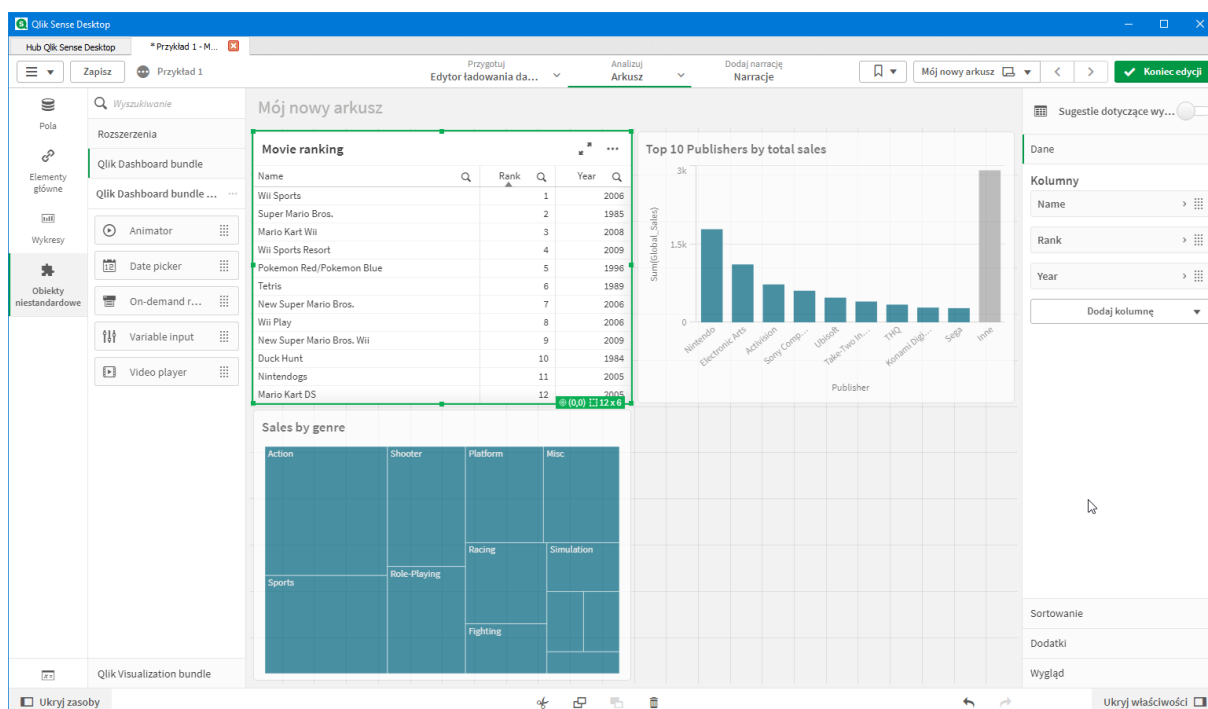 Qlik Sense Desktop
Hub Qlik Sense Desktop
* Przykład 1 - M...
Zapisz
Przykład 1
Przygotuj
Edytor ładowania da...
Analizuj
Arkusz
Dodaj narrację
Narracje
Mój nowy arkusz
Koniec edycji
Pola
Elementy
główne
Wykresy
Obiekty
niestandardowe
Wyszukiwanie
Rozszerzenia
Qlik Dashboard bundle
Qlik Dashboard bundle ...
Animator
Date picker
On-demand r...
Variable input
Video player
Qlik Visualization bundle
Mój nowy arkusz
Movie ranking
Name Rank Year
Wii Sports 1 2006
Super Mario Bros. 2 1985
Mario Kart Wii 3 2008
Wii Sports Resort 4 2009
Pokemon Red/Pokemon Blue 5 1996
Tetris 6 1989
New Super Mario Bros. 7 2006
Wii Play 8 2006
New Super Mario Bros. Wii 9 2009
Duck Hunt 10 1984
Nintendogs 11 2005
Mario Kart DS 12 2005
(0,0) 12 x 6
Top 10 Publishers by total sales
Sum(Global_Sales)
3k
1.5k
0
Nintendo
Electronic Arts
Activision
Sony Comp...
Ubisoft
Take-Two In...
THQ
Konami Digi...
Sega
Inne
Publisher
Sales by genre
Action
Shooter
Platform
Misc
Racing
Simulation
Sports
Role-Playing
Fighting
Sugestie dotyczące wy...
Dane
Kolumny
Name
Rank
Year
Dodaj kolumnę
Sortowanie
Dodatki
Wygląd
Ukryj zasoby
Ukryj właściwości